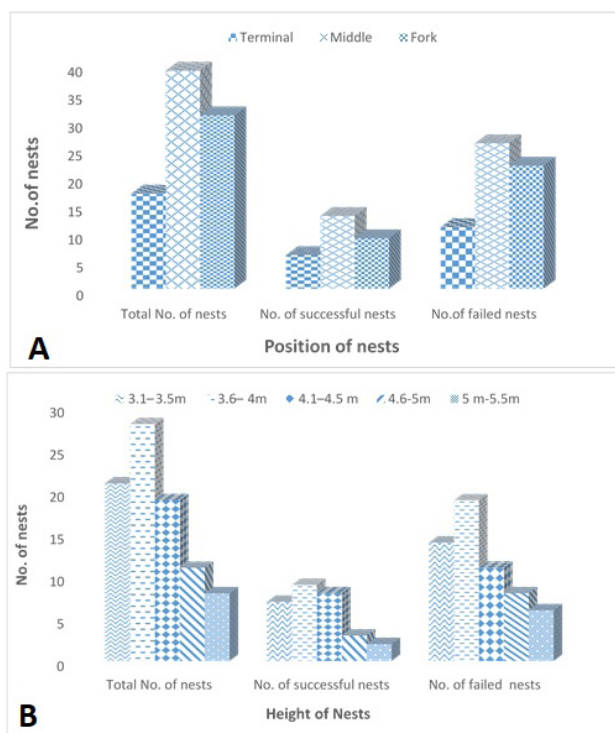 Terminal Middle Fork
40
35
30
25
20
15
10
5
0
No.of nests
Total No. of nests No. of successful nests No.of failed nests
Position of nests
A
3.1–3.5m 3.6– 4m 4.1–4.5 m 4.6-5m 5 m-5.5m
30
25
20
15
10
5
0
No. of nests
Total No. of nests No. of successful nests No. of failed nests
Height of Nests
B